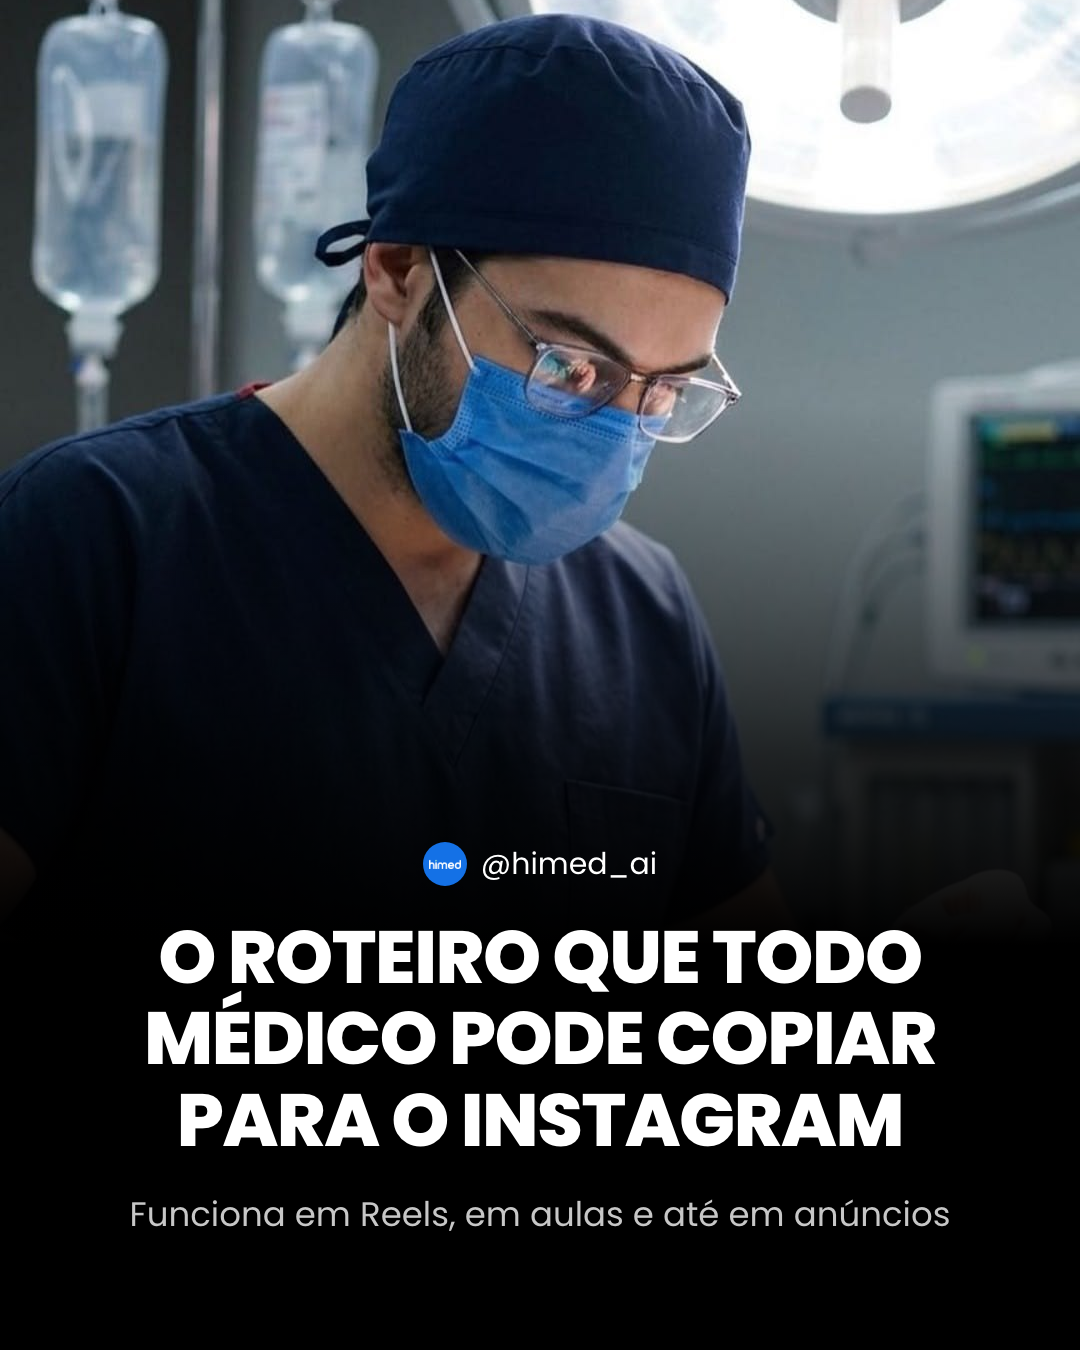 himed @himed_ai
O ROTEIRO QUE TODO
MÉDICO PODE COPIAR
PARA O INSTAGRAM
Funciona em Reels, em aulas e até em anúncios